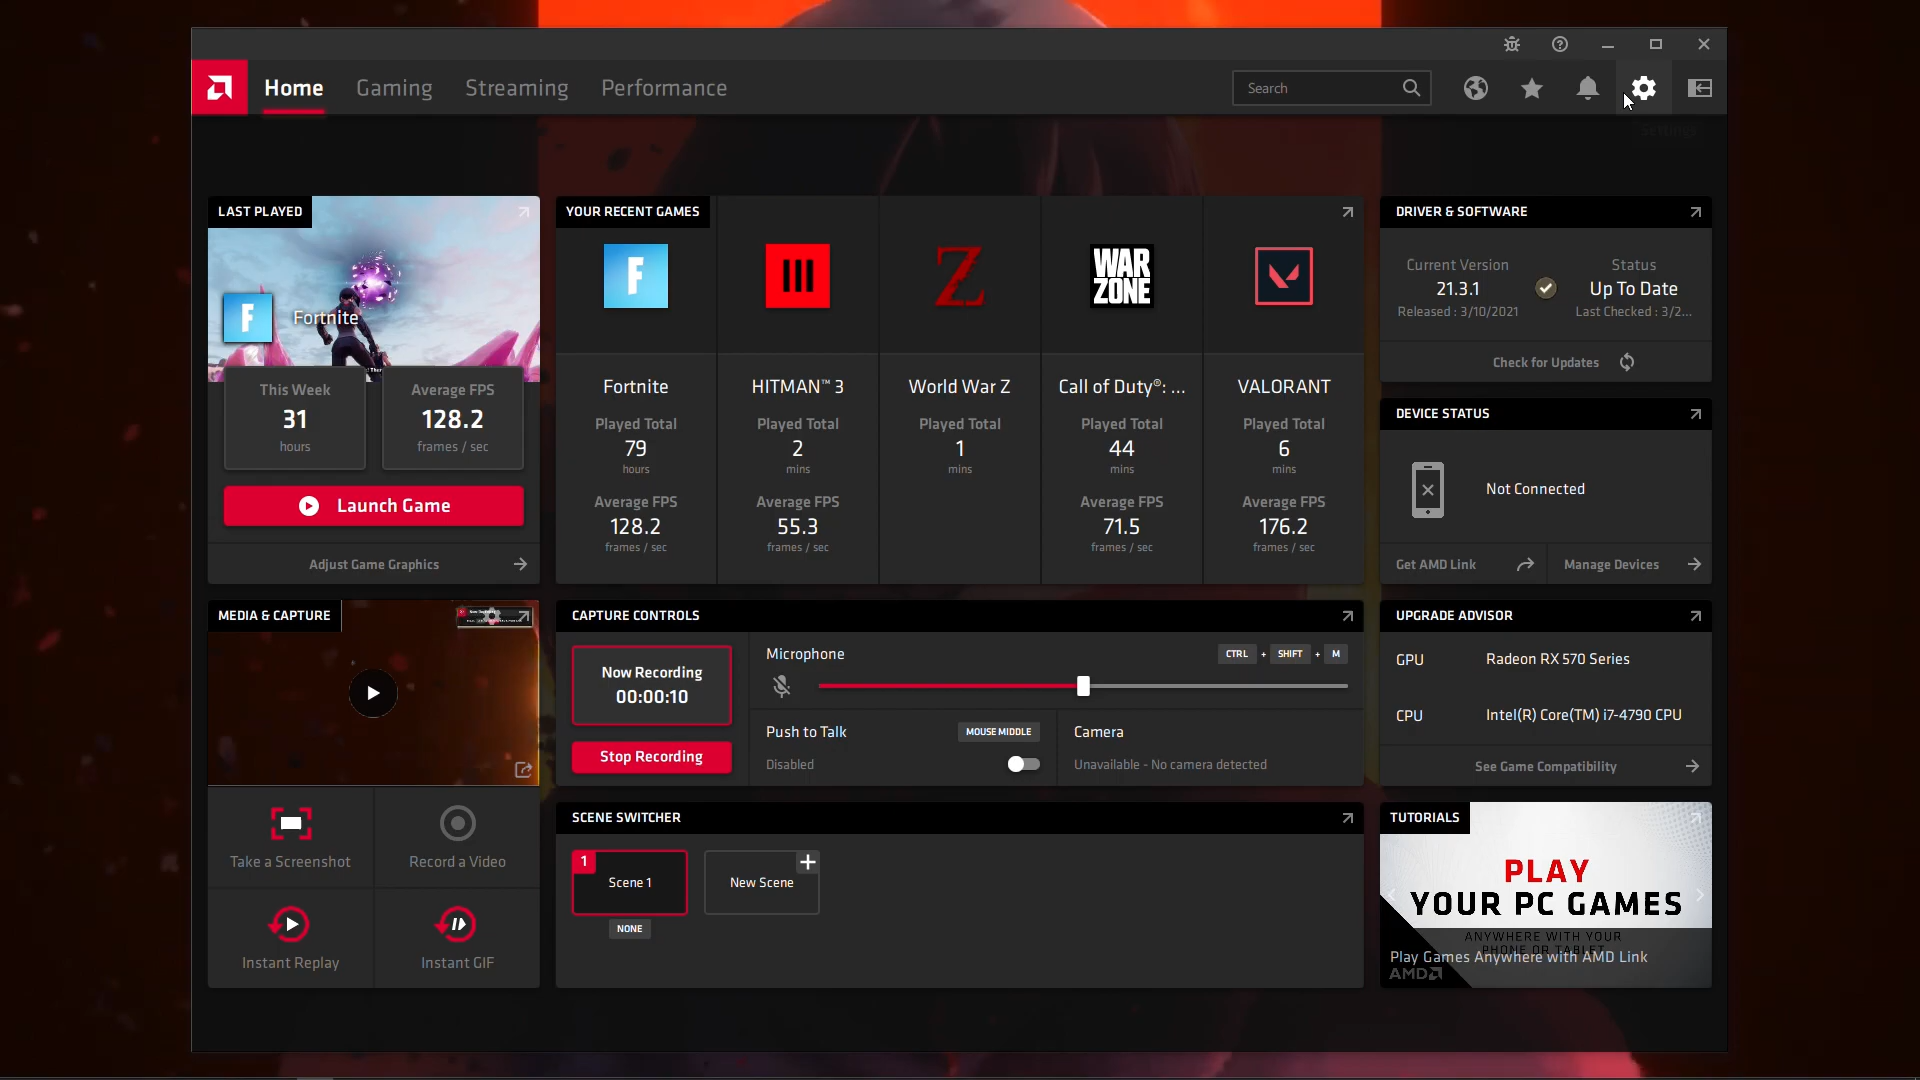 Home
Gaming
Streaming
Performance
Search
Settings
LAST PLAYED
Fortnite
This Week
31
hours
Average FPS
128.2
frames / sec
Launch Game
Adjust Game Graphics
YOUR RECENT GAMES
F
III
Z
WAR
ZONE
Fortnite
HITMAN™ 3
World War Z
Call of Duty®: ...
VALORANT
Played Total
79
hours
Played Total
2
mins
Played Total
1
mins
Played Total
44
mins
Played Total
6
mins
Average FPS
128.2
frames / sec
Average FPS
55.3
frames / sec
Average FPS
71.5
frames / sec
Average FPS
176.2
frames / sec
DRIVER & SOFTWARE
Current Version
21.3.1
Released : 3/10/2021
Status
Up To Date
Last Checked : 3/2...
Check for Updates
DEVICE STATUS
Not Connected
Get AMD Link
Manage Devices
MEDIA & CAPTURE
Take a Screenshot
Record a Video
Instant Replay
Instant GIF
CAPTURE CONTROLS
Now Recording
00:00:10
Stop Recording
Microphone
CTRL + SHIFT + M
Push to Talk
MOUSE MIDDLE
Disabled
Camera
Unavailable - No camera detected
SCENE SWITCHER
1
Scene 1
NONE
New Scene
UPGRADE ADVISOR
GPU
Radeon RX 570 Series
CPU
Intel(R) Core(TM) i7-4790 CPU
See Game Compatibility
TUTORIALS
PLAY
YOUR PC GAMES
ANYWHERE WITH YOUR
PHONE OR TABLET
Play Games Anywhere with AMD Link
AMD